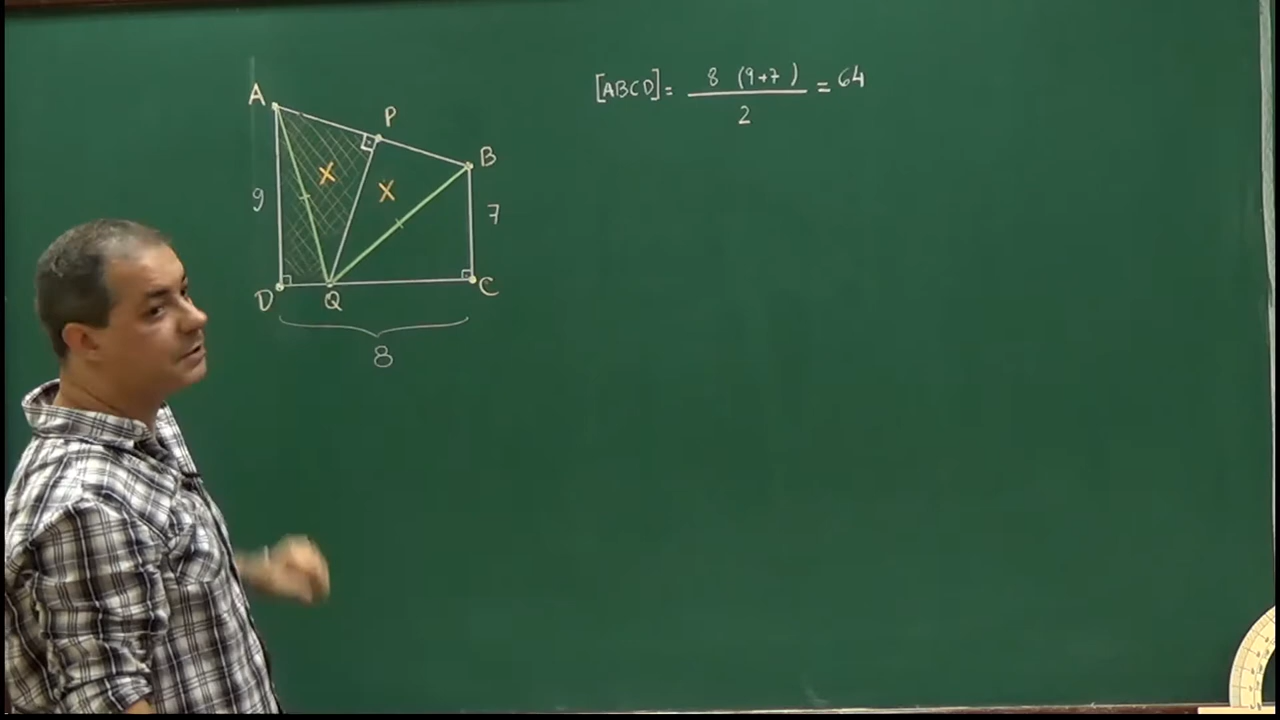 [ABCD] = 8 (9+7) / 2 = 64
A
P
B
X
X
9
7
D
Q
C
8